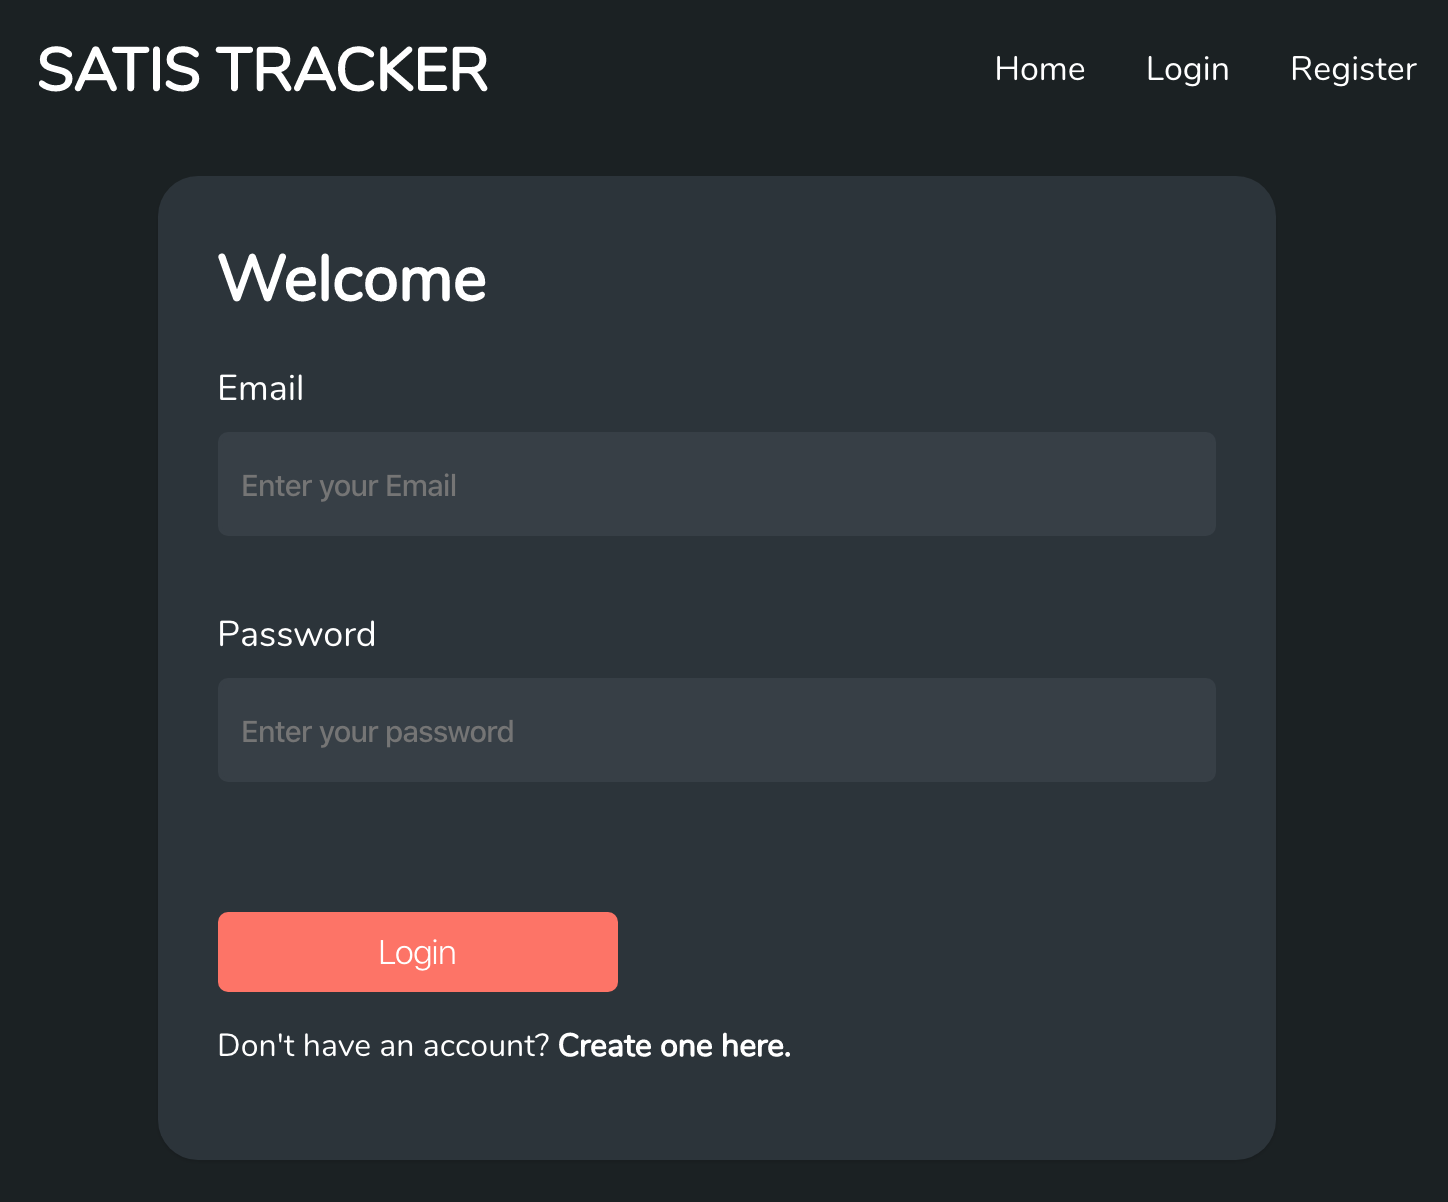 SATIS TRACKER
Home Login Register
Welcome
Email
Enter your Email
Password
Enter your password
Login
Don't have an account? Create one here.